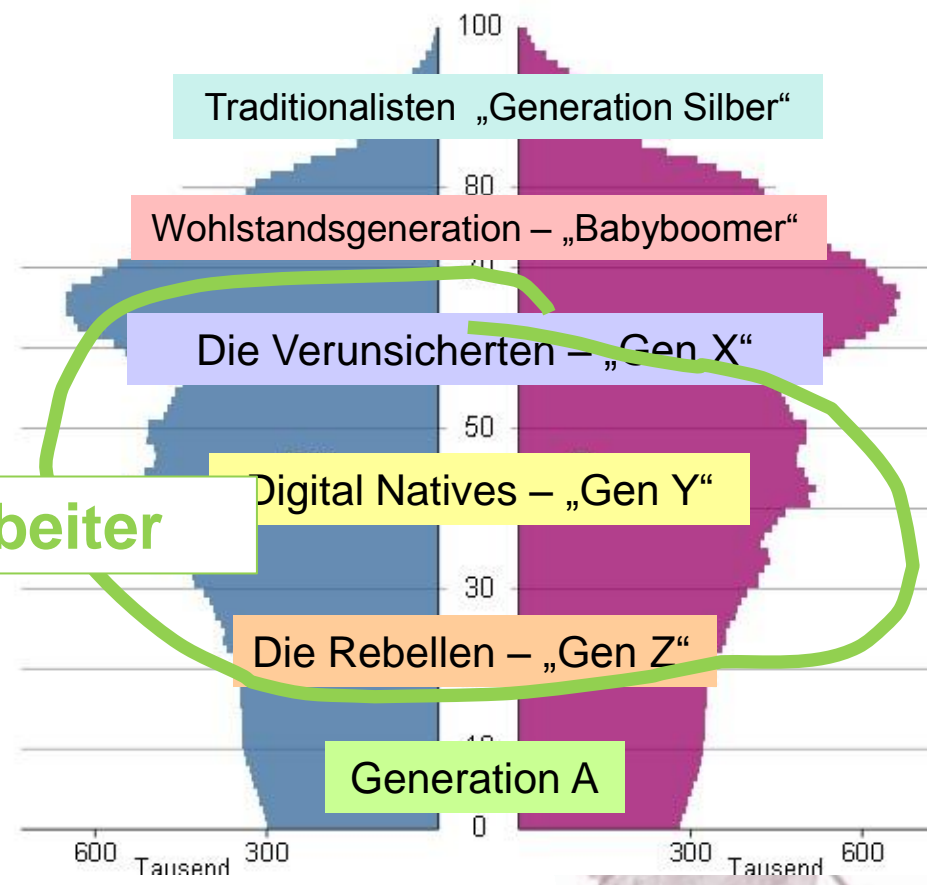 100
Traditionalisten „Generation Silber“
80
Wohlstandsgeneration – „Babyboomer“
Die Verunsicherten – „Gen X“
50
Digital Natives – „Gen Y“
beiter
30
Die Rebellen – „Gen Z“
Generation A
0
600 Tausend 300 300 Tausend 600